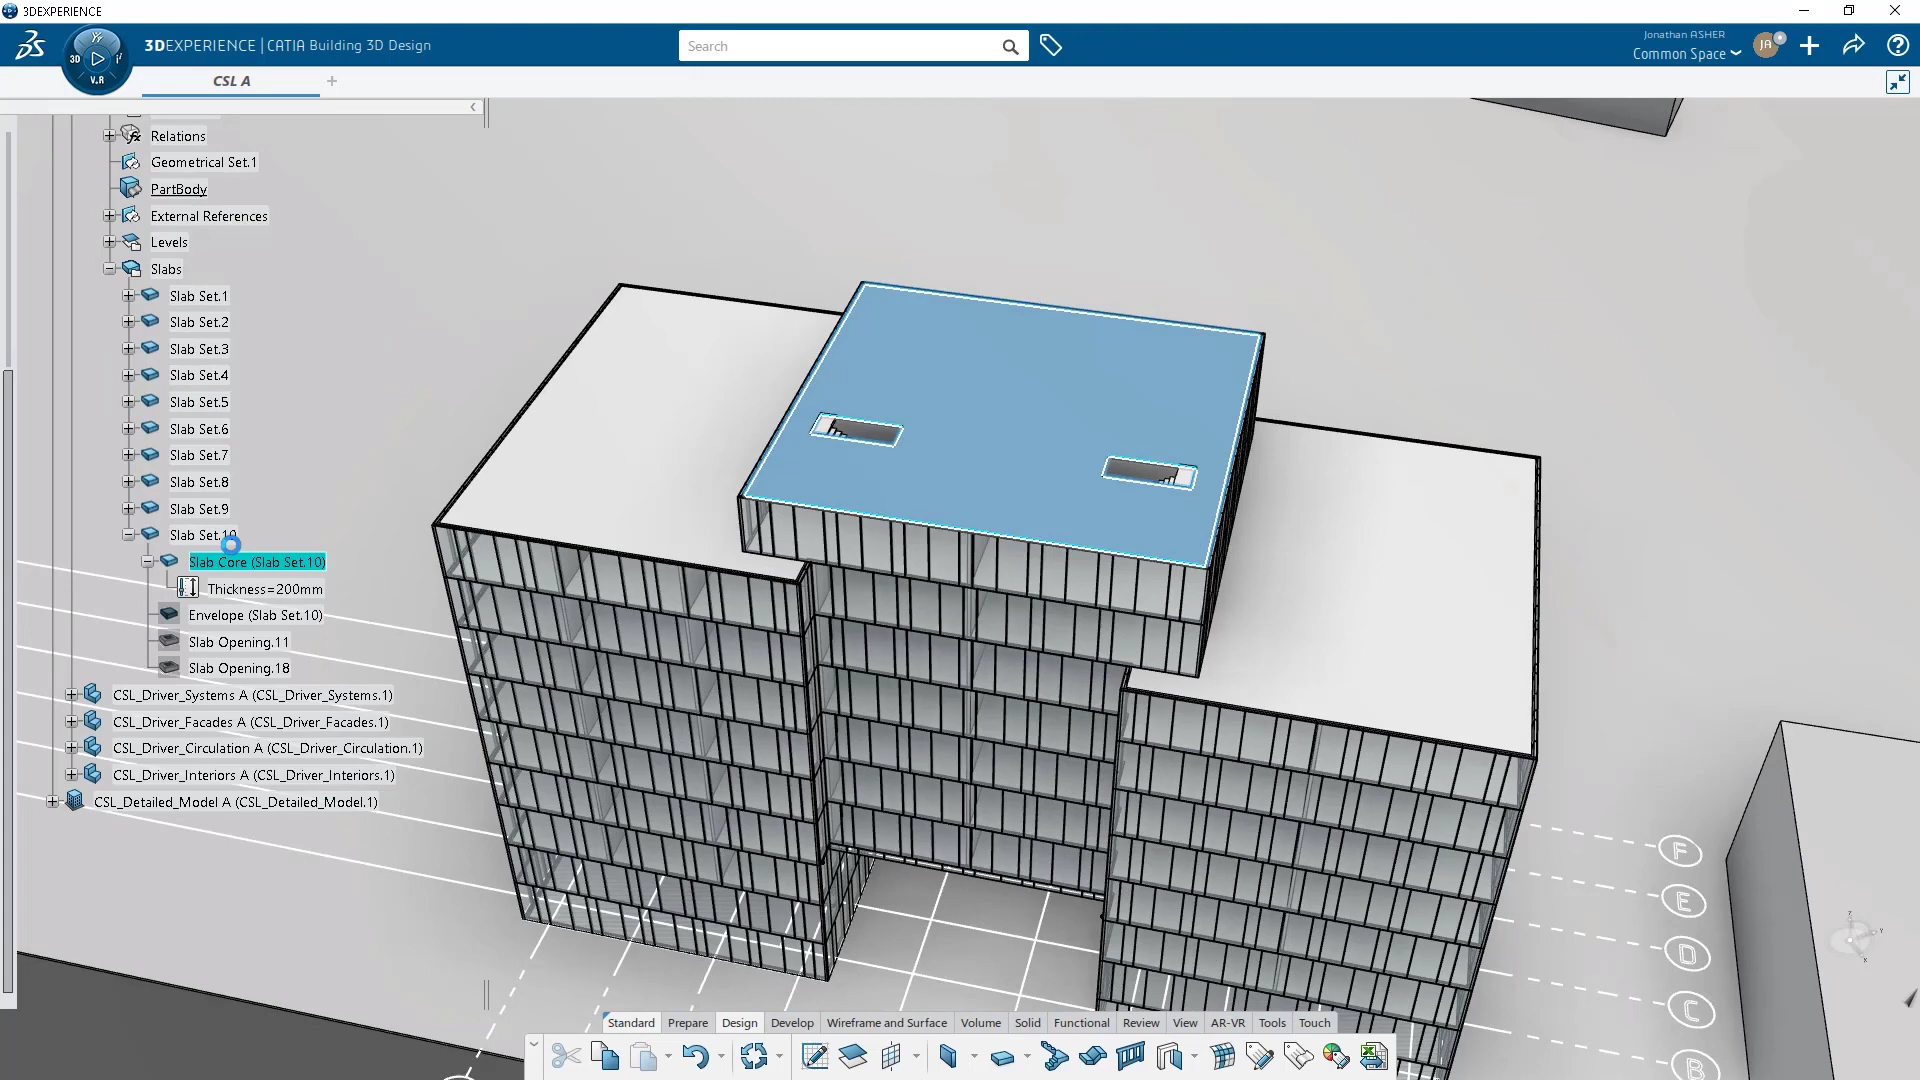 3DEXPERIENCE
3DEXPERIENCE | CATIA Building 3D Design
3D
V.R
Search
Jonathan ASHER
Common Space
JA
CSL A
Relations
Geometrical Set.1
PartBody
External References
Levels
Slabs
Slab Set.1
Slab Set.2
Slab Set.3
Slab Set.4
Slab Set.5
Slab Set.6
Slab Set.7
Slab Set.8
Slab Set.9
Slab Set.10
Slab Core (Slab Set.10)
Thickness=200mm
Envelope (Slab Set.10)
Slab Opening.11
Slab Opening.18
CSL_Driver_Systems A (CSL_Driver_Systems.1)
CSL_Driver_Facades A (CSL_Driver_Facades.1)
CSL_Driver_Circulation A (CSL_Driver_Circulation.1)
CSL_Driver_Interiors A (CSL_Driver_Interiors.1)
CSL_Detailed_Model A (CSL_Detailed_Model.1)
F
E
D
C
B
Standard Prepare Design Develop Wireframe and Surface Volume Solid Functional Review View AR-VR Tools Touch